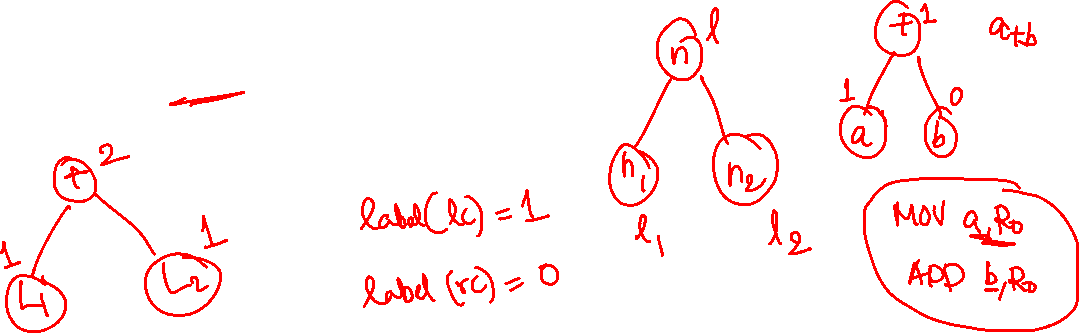 + 2
1 1
L1 L2
label(lc) = 1
label(rc) = 0
n l
n1 n2
l1 l2
+ 1
a+b
1 0
a b
MOV a,R0
ADD b,R0